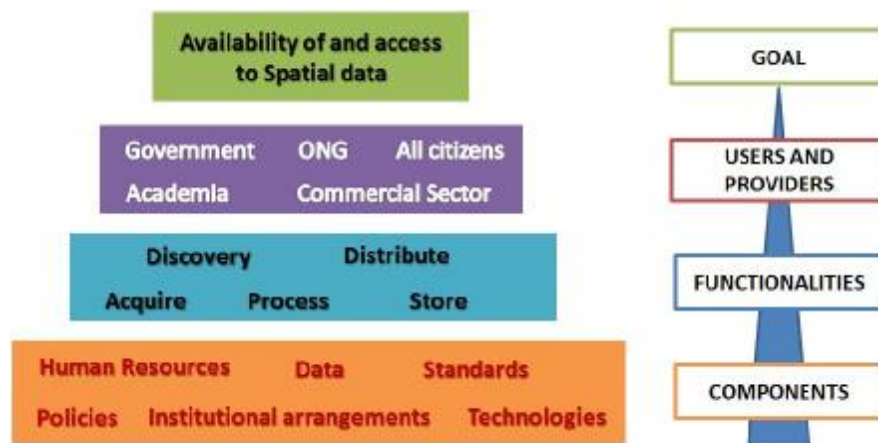 Availability of and access
to Spatial data
GOAL
Government ONG All citizens
Academia Commercial Sector
USERS AND
PROVIDERS
Discovery Distribute
Acquire Process Store
FUNCTIONALITIES
Human Resources Data Standards
Policies Institutional arrangements Technologies
COMPONENTS